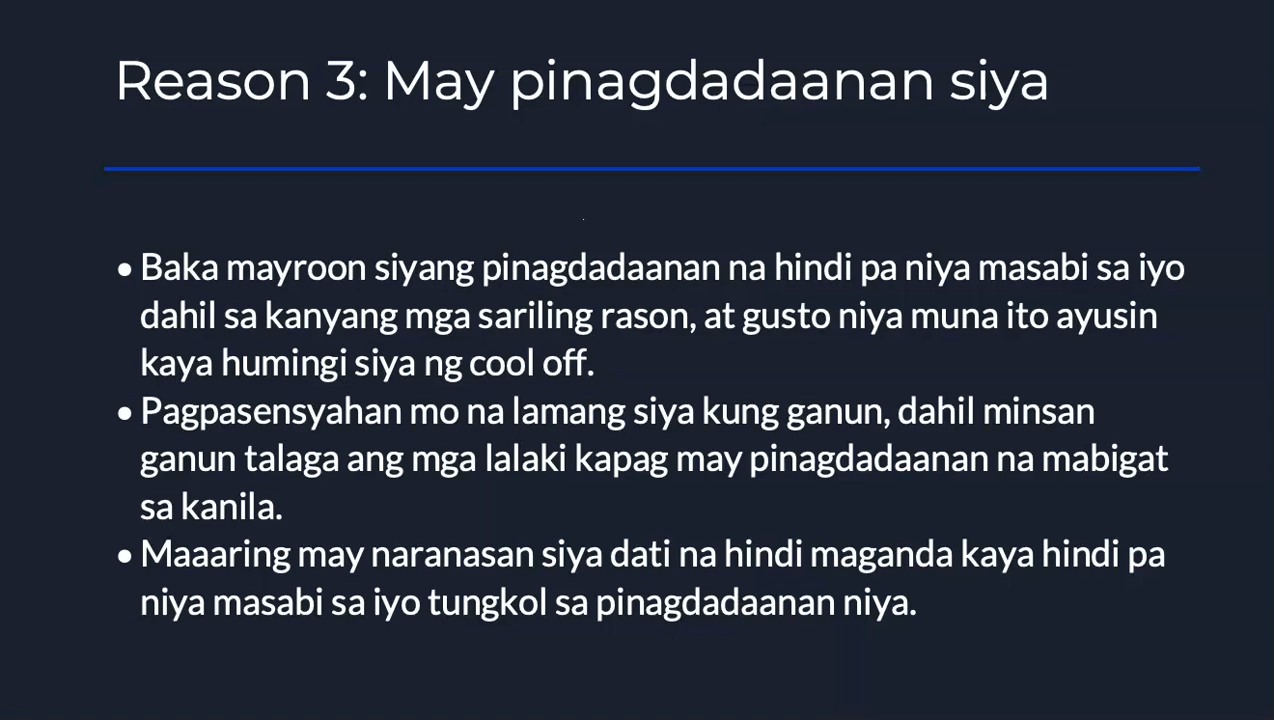 Reason 3: May pinagdadaanan siya
• Baka mayroon siyang pinagdadaanan na hindi pa niya masabi sa iyo
dahil sa kanyang mga sariling rason, at gusto niya muna ito ayusin
kaya humingi siya ng cool off.
• Pagpasensyahan mo na lamang siya kung ganun, dahil minsan
ganun talaga ang mga lalaki kapag may pinagdadaanan na mabigat
sa kanila.
• Maaaring may naranasan siya dati na hindi maganda kaya hindi pa
niya masabi sa iyo tungkol sa pinagdadaanan niya.